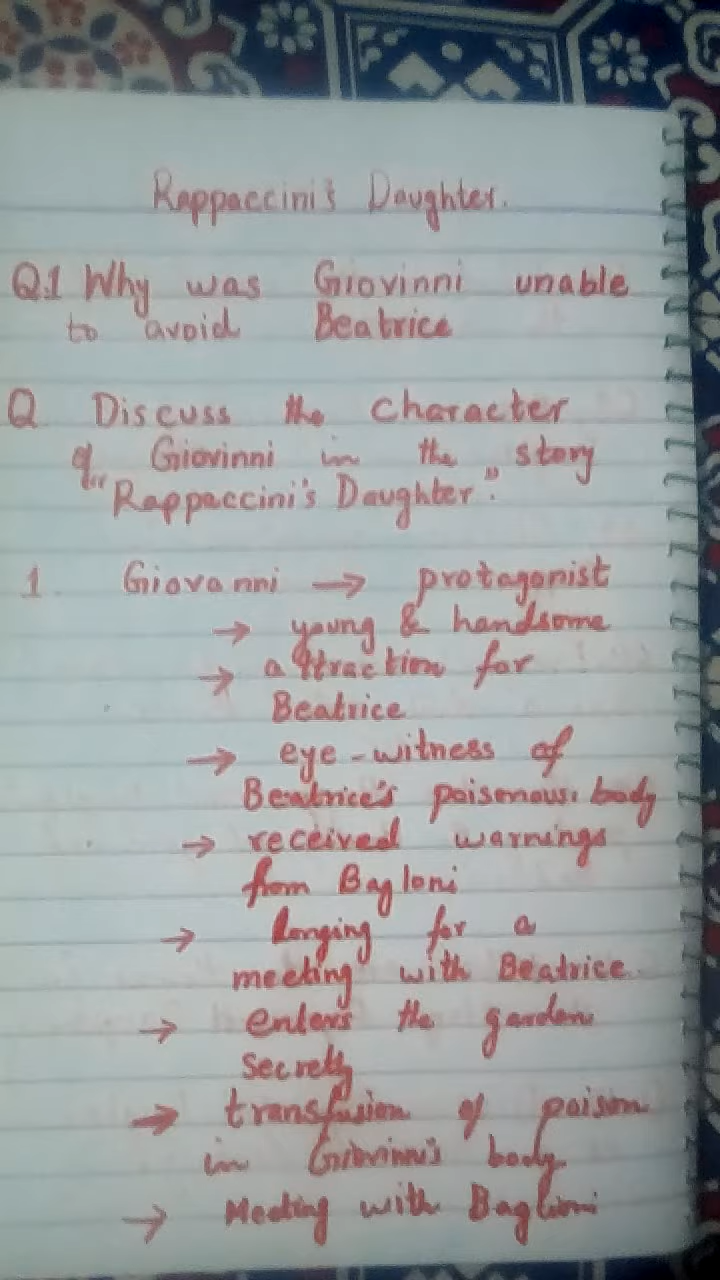 Rappaccini's Daughter.
Q1 Why was Giovinni unable
to avoid Beatrice
Q Discuss the character
of Giovinni in the story
"Rappaccini's Daughter".
1. Giovanni → protagonist
→ young & handsome
→ attraction for
Beatrice
→ eye-witness of
Beatrice's poisonous body
→ received warnings
from Bagloni
→ longing for a
meeting with Beatrice
→ enters the garden
secretly
→ transfusion of poison
in Giovinni's body
→ Meeting with Baglioni